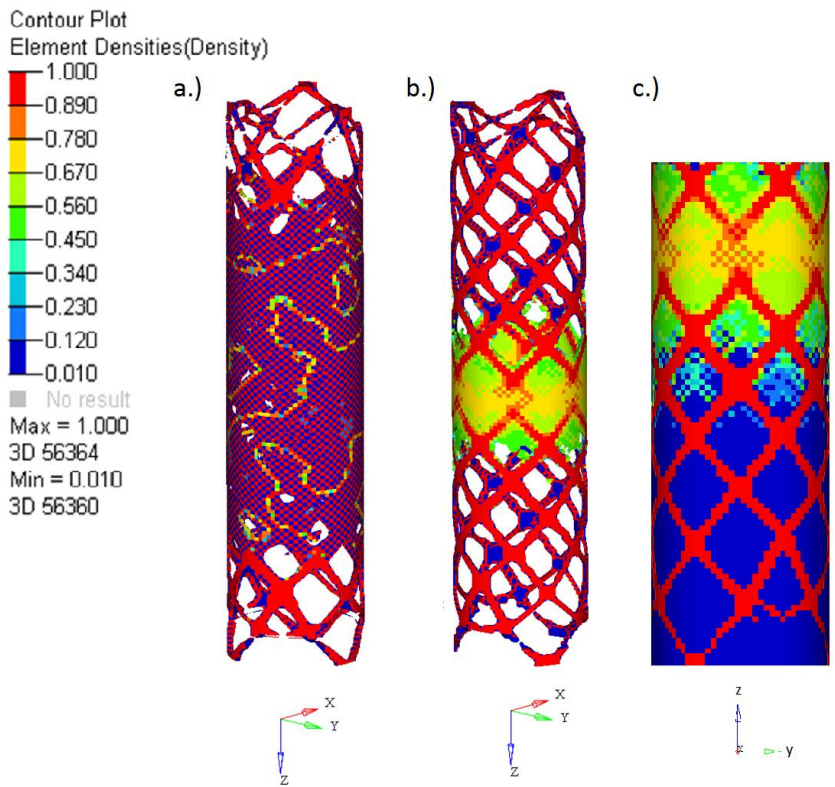 Contour Plot
Element Densities(Density)
1.000
0.890
0.780
0.670
0.560
0.450
0.340
0.230
0.120
0.010
No result
Max = 1.000
3D 56364
Min = 0.010
3D 56360
a.)
b.)
c.)
X
Y
Z
X
Y
Z
z
x
y